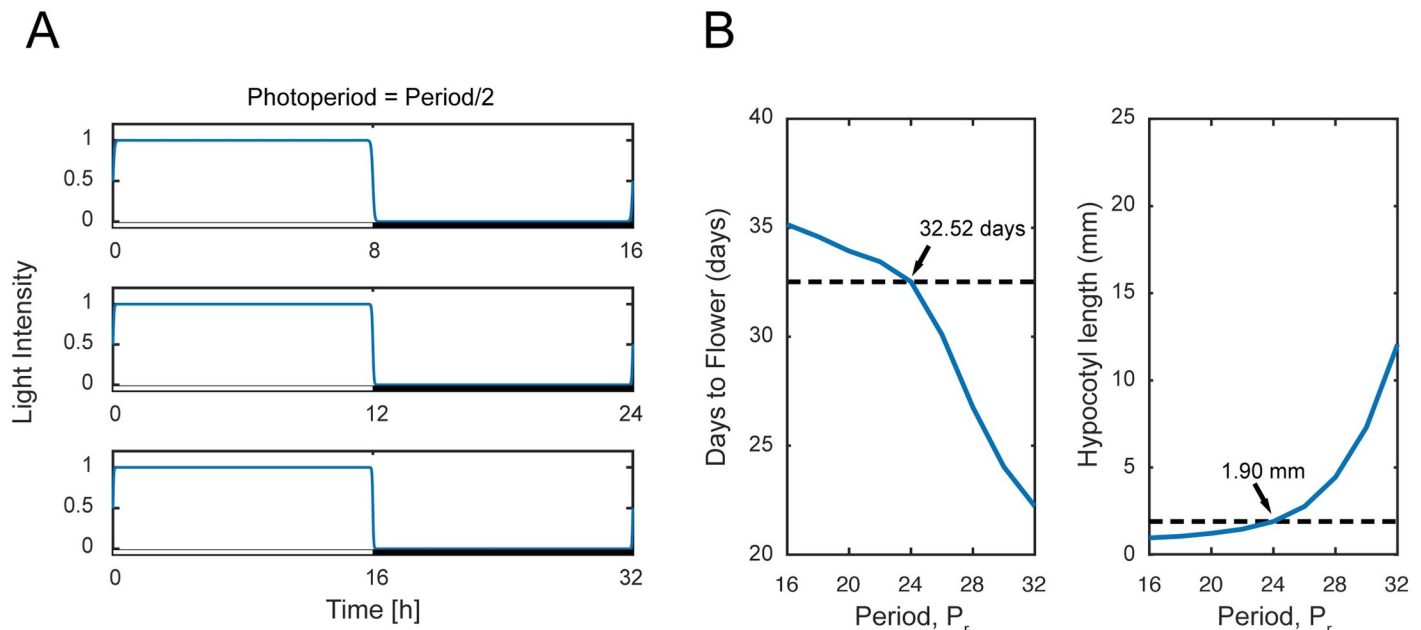 A
Photoperiod = Period/2
Light Intensity
1
0.5
0
0 8 16
1
0.5
0
0 12 24
1
0.5
0
0 16 32
Time [h]
B
Days to Flower (days)
40
35
30
25
20
32.52 days
16 20 24 28 32
Period, Pr
Hypocotyl length (mm)
25
20
15
10
5
0
1.90 mm
16 20 24 28 32
Period, Pr